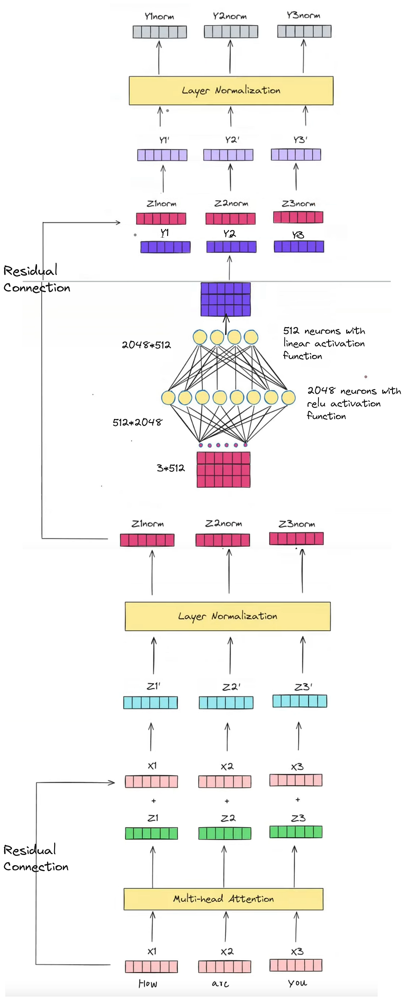 Y1norm Y2norm Y3norm
Layer Normalization
Y1' Y2' Y3'
Z1norm Z2norm Z3norm
Y1 Y2 Y3
Residual
Connection
512 neurons with
linear activation
function
2048*512
2048 neurons with
relu activation
function
512*2048
3*512
Z1norm Z2norm Z3norm
Layer Normalization
Z1' Z2' Z3'
X1 X2 X3
+ + +
Z1 Z2 Z3
Residual
Connection
Multi-head Attention
X1 X2 X3
How are you